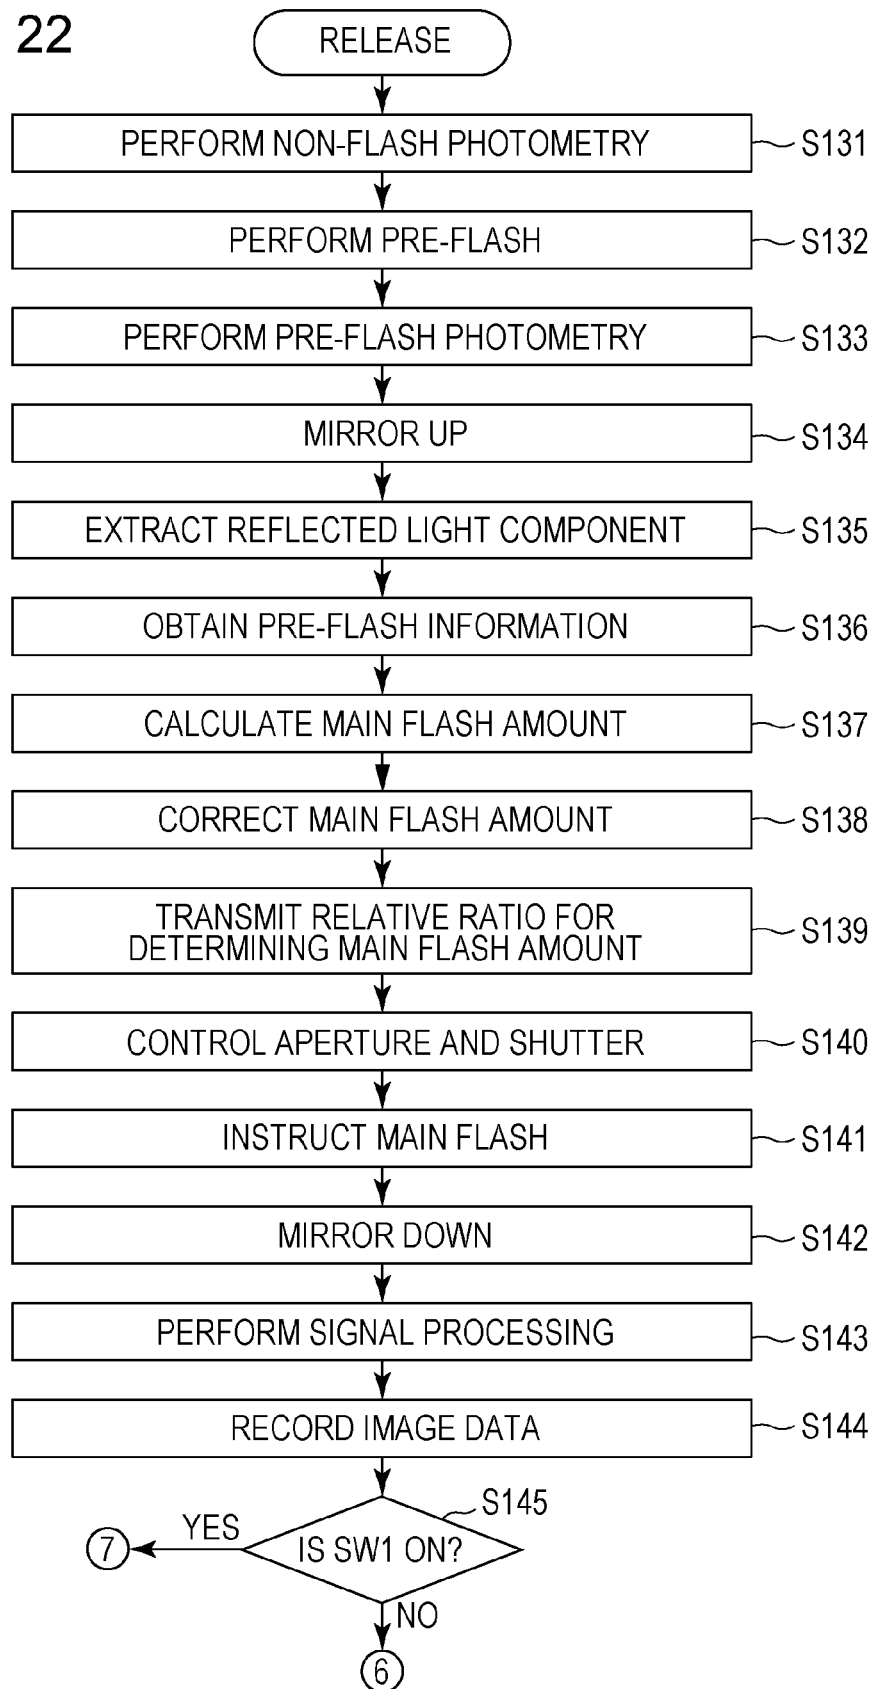 22
RELEASE
PERFORM NON-FLASH PHOTOMETRY
S131
PERFORM PRE-FLASH
S132
PERFORM PRE-FLASH PHOTOMETRY
S133
MIRROR UP
S134
EXTRACT REFLECTED LIGHT COMPONENT
S135
OBTAIN PRE-FLASH INFORMATION
S136
CALCULATE MAIN FLASH AMOUNT
S137
CORRECT MAIN FLASH AMOUNT
S138
TRANSMIT RELATIVE RATIO FOR
DETERMINING MAIN FLASH AMOUNT
S139
CONTROL APERTURE AND SHUTTER
S140
INSTRUCT MAIN FLASH
S141
MIRROR DOWN
S142
PERFORM SIGNAL PROCESSING
S143
RECORD IMAGE DATA
S144
S145
IS SW1 ON?
YES
7
NO
6